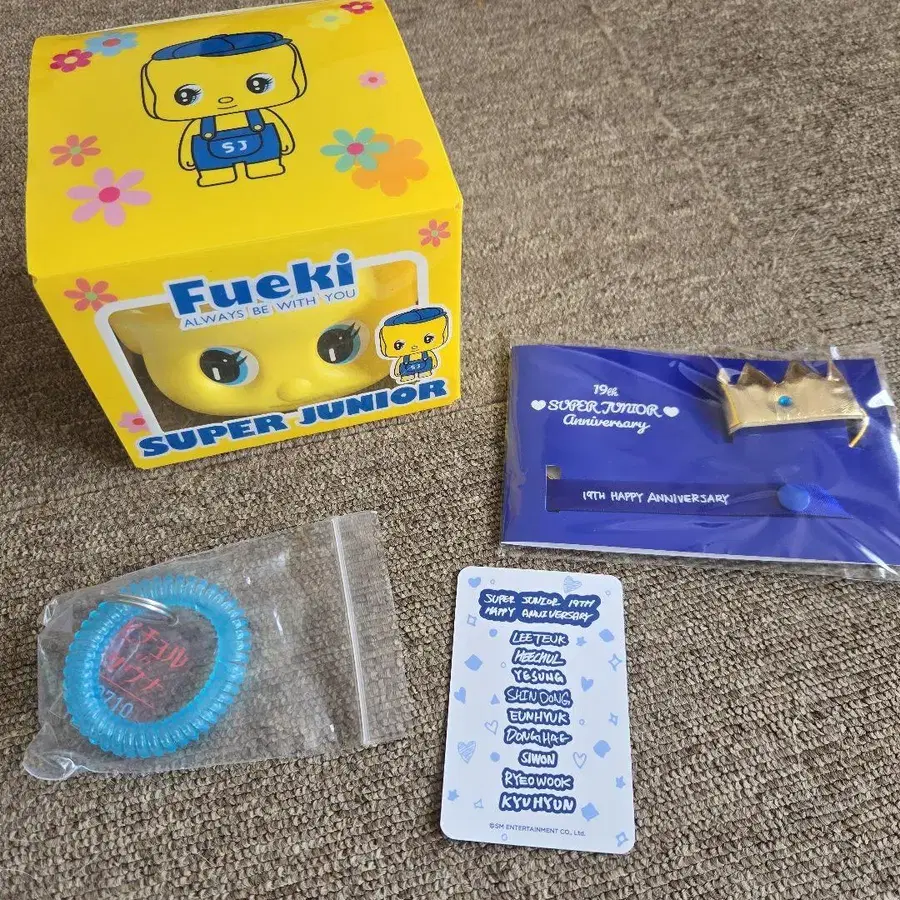 SJ
Fueki
ALWAYS BE WITH YOU
SJ
SUPER JUNIOR
19th
SUPER JUNIOR
Anniversary
19TH HAPPY ANNIVERSARY
SUPER JUNIOR 19TH
HAPPY ANNIVERSARY
LEETEUK
HEECHUL
YESUNG
SHINDONG
EUNHYUK
DONGHAE
SIWON
RYEOWOOK
KYUHYUN
©SM ENTERTAINMENT CO., Ltd.